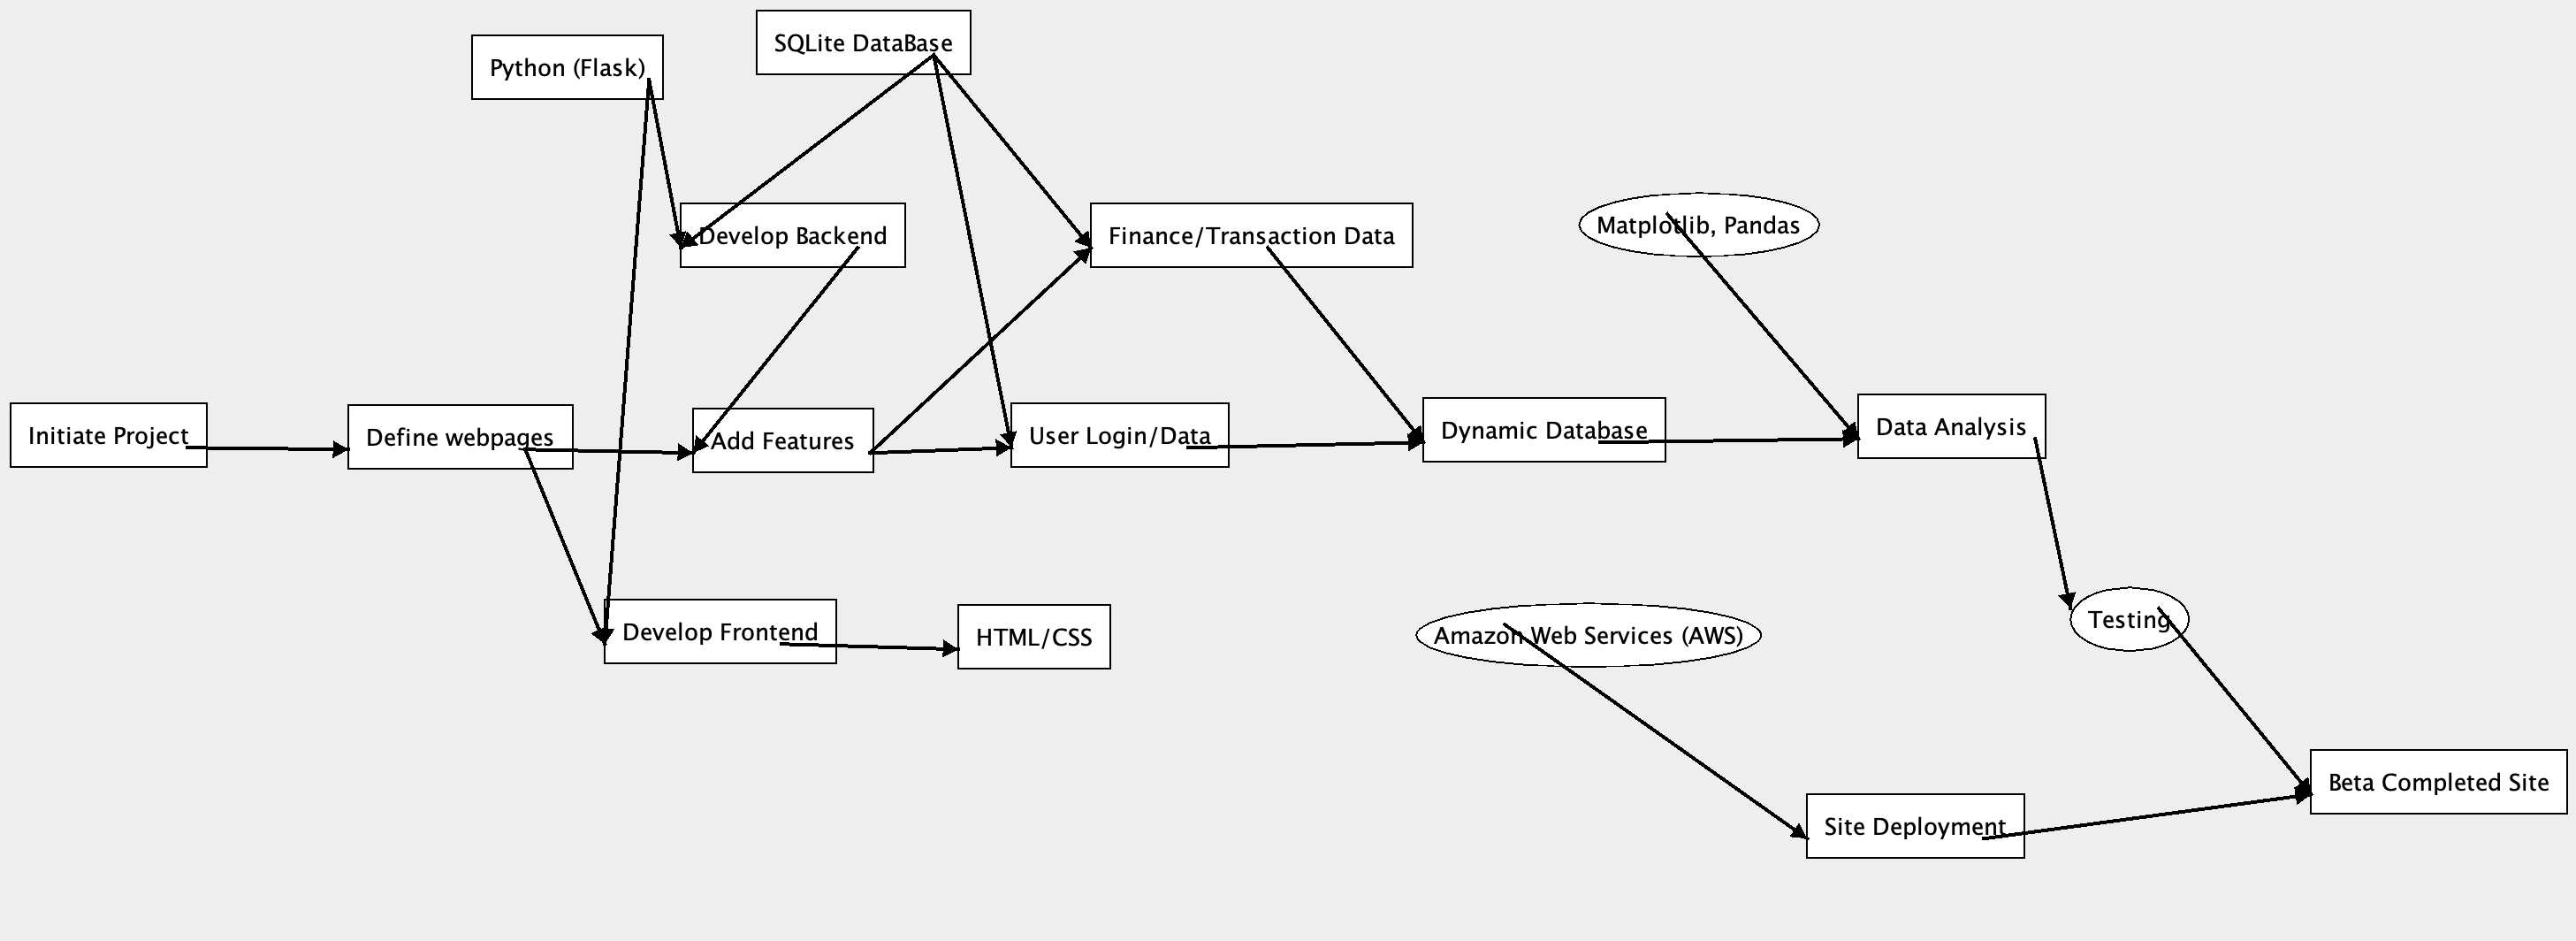 SQLite DataBase
Python (Flask)
Develop Backend
Finance/Transaction Data
Matplotlib, Pandas
Initiate Project
Define webpages
Add Features
User Login/Data
Dynamic Database
Data Analysis
Develop Frontend
HTML/CSS
Amazon Web Services (AWS)
Testing
Beta Completed Site
Site Deployment